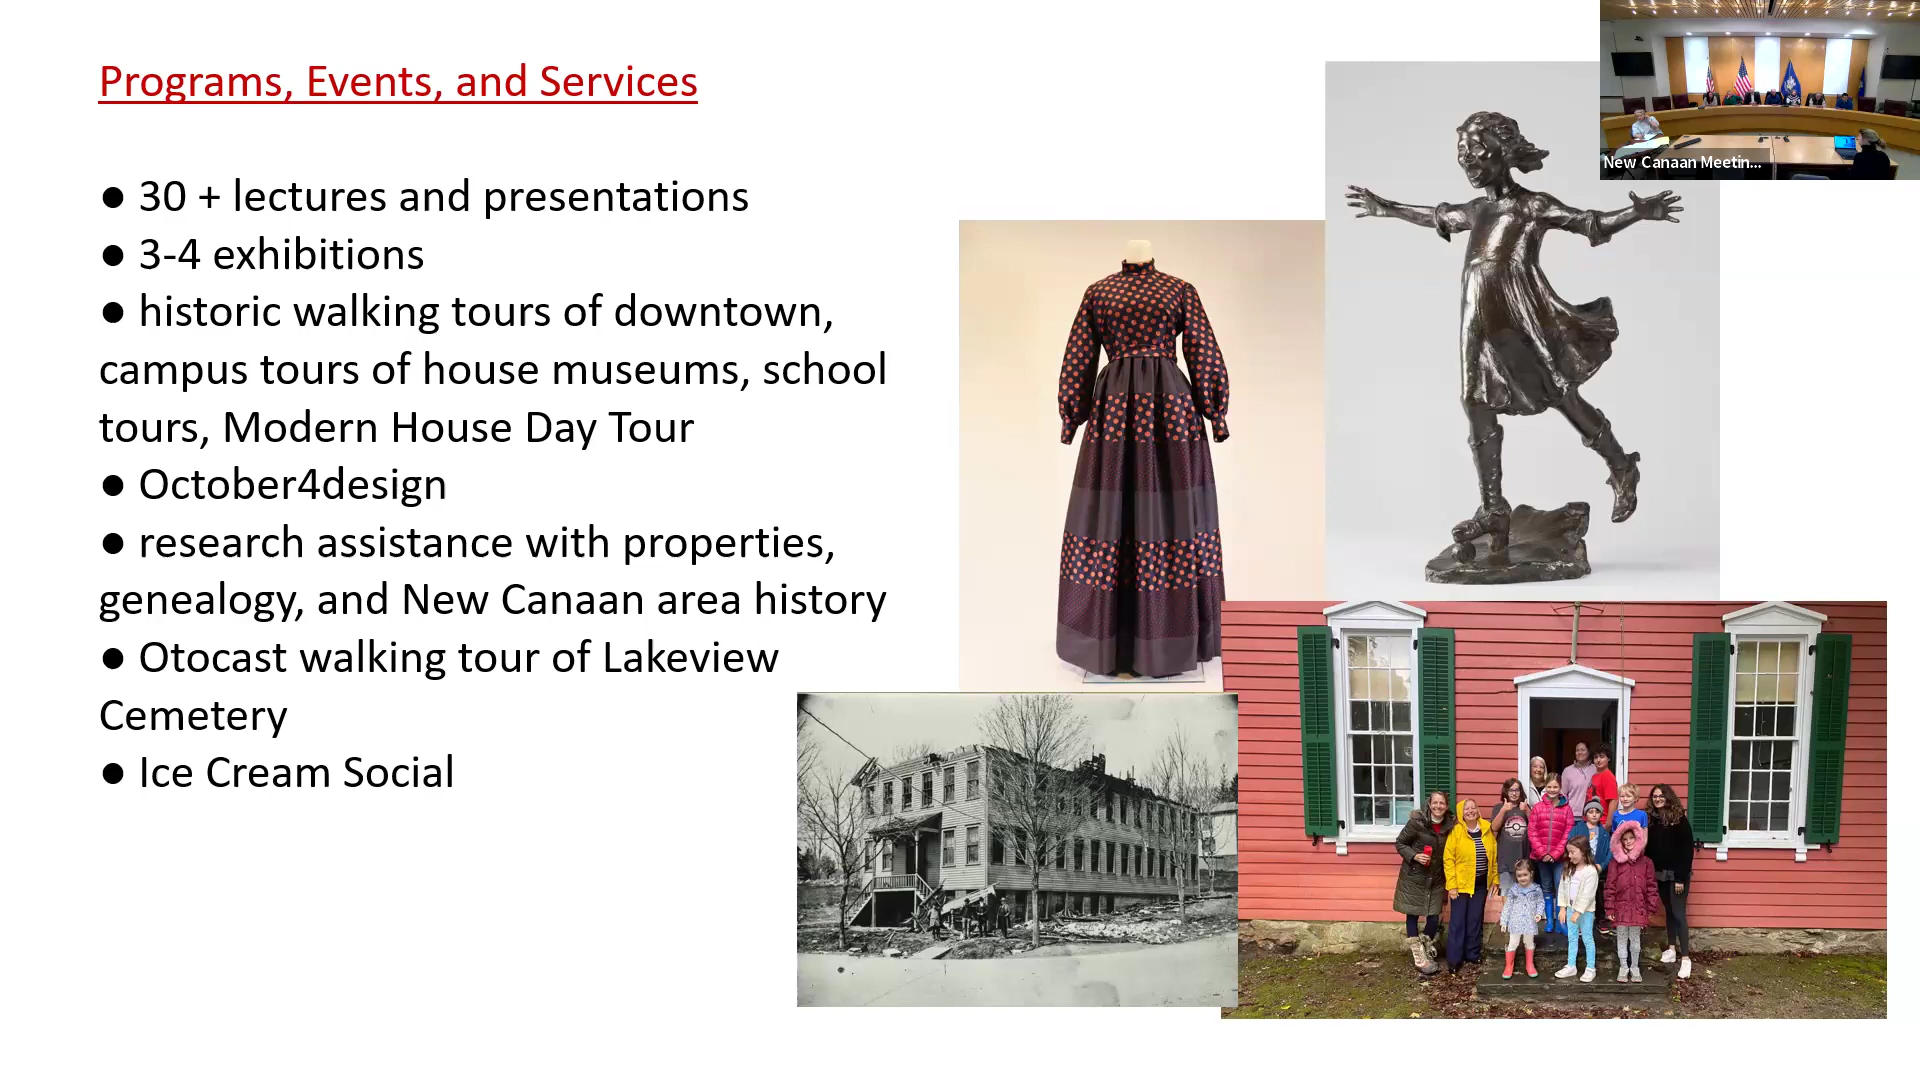 Programs, Events, and Services
● 30 + lectures and presentations
● 3-4 exhibitions
● historic walking tours of downtown,
campus tours of house museums, school
tours, Modern House Day Tour
● October4design
● research assistance with properties,
genealogy, and New Canaan area history
● Otocast walking tour of Lakeview
Cemetery
● Ice Cream Social
New Canaan Meetin...